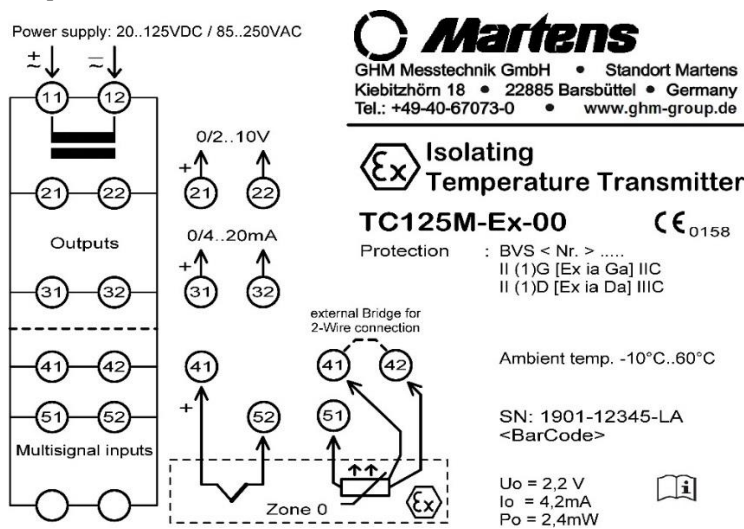 Power supply: 20..125VDC / 85..250VAC
+ −
11 12
21 22
Outputs
31 32
41 42
51 52
Multisignal inputs
0/2..10V
+
21 22
0/4..20mA
+
31 32
41
+
52
external Bridge for
2-Wire connection
41 42
51
Zone 0
Ex
Martens
GHM Messtechnik GmbH • Standort Martens
Kiebitzhörn 18 • 22885 Barsbüttel • Germany
Tel.: +49-40-67073-0 • www.ghm-group.de
Ex
Isolating
Temperature Transmitter
TC125M-Ex-00 CE 0158
Protection : BVS < Nr. > .....
II (1)G [Ex ia Ga] IIC
II (1)D [Ex ia Da] IIIC
Ambient temp. -10°C..60°C
SN: 1901-12345-LA
<BarCode>
Uo = 2,2 V
Io = 4,2mA
Po = 2,4mW
i